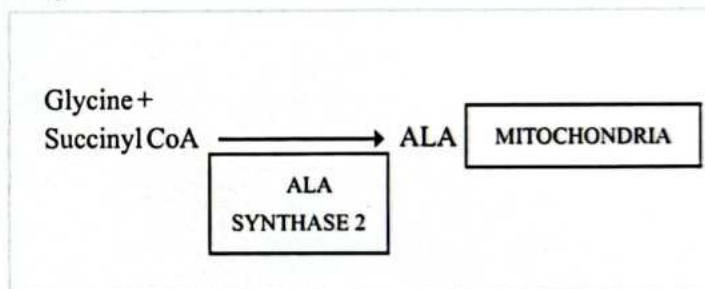 Glycine +
Succinyl CoA ALA MITOCHONDRIA
ALA
SYNTHASE 2